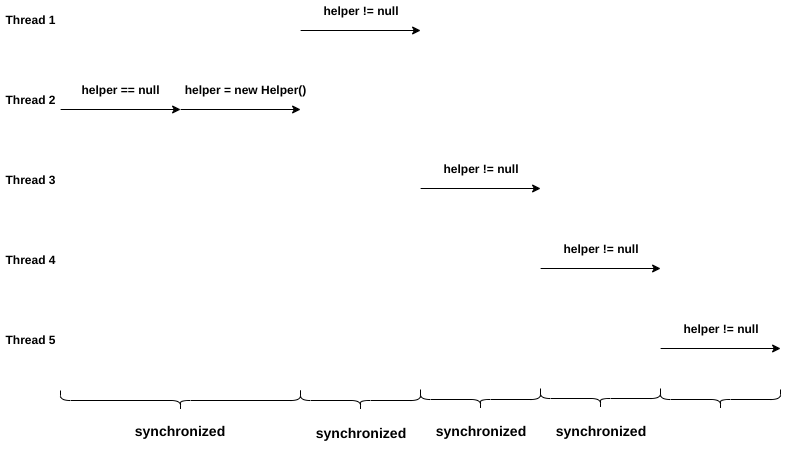 Thread 1
helper != null
Thread 2
helper == null
helper = new Helper()
Thread 3
helper != null
Thread 4
helper != null
Thread 5
helper != null
synchronized
synchronized
synchronized
synchronized